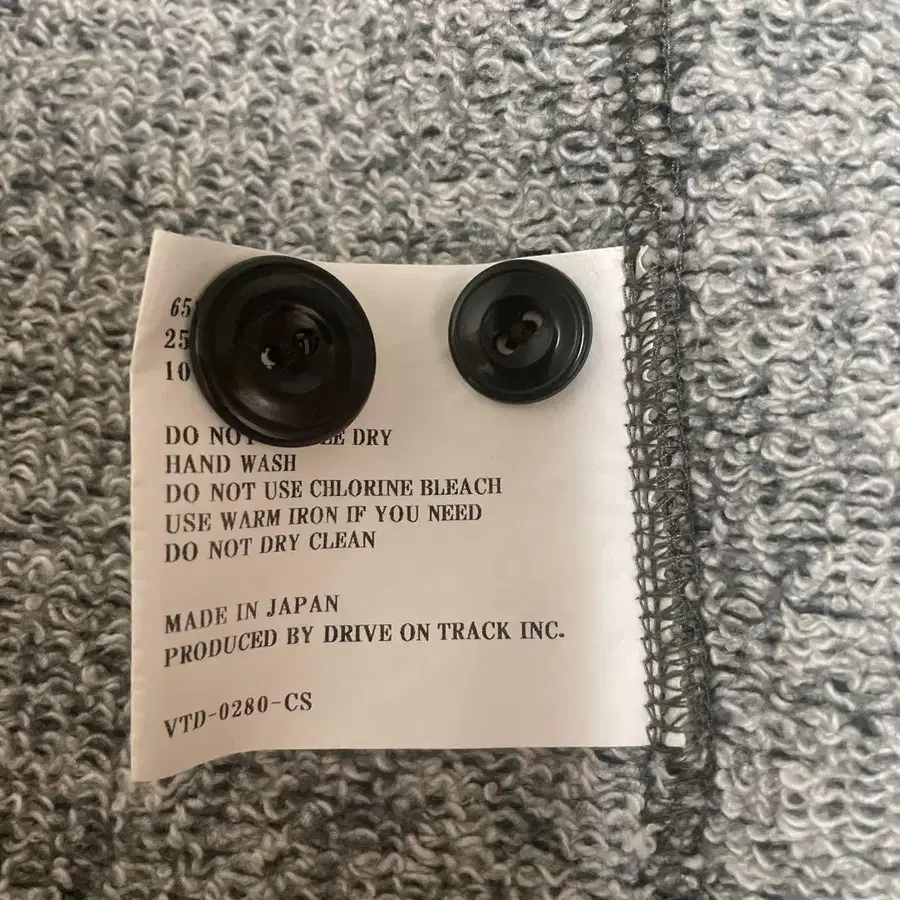 65
25
10
DO NOT DRY
HAND WASH
DO NOT USE CHLORINE BLEACH
USE WARM IRON IF YOU NEED
DO NOT DRY CLEAN
MADE IN JAPAN
PRODUCED BY DRIVE ON TRACK INC.
VTD-0280-CS